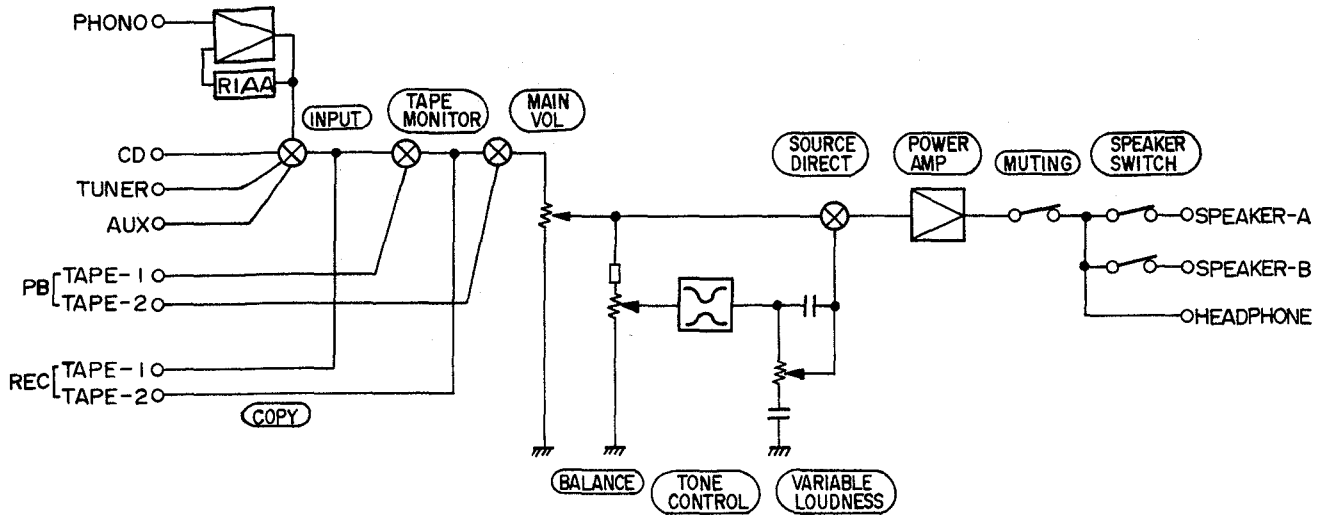 PHONO
RIAA
INPUT
TAPE
MONITOR
MAIN
VOL
CD
TUNER
AUX
PB
TAPE-1
TAPE-2
REC
TAPE-1
TAPE-2
COPY
SOURCE
DIRECT
POWER
AMP
MUTING
SPEAKER
SWITCH
SPEAKER-A
SPEAKER-B
HEADPHONE
BALANCE
TONE
CONTROL
VARIABLE
LOUDNESS